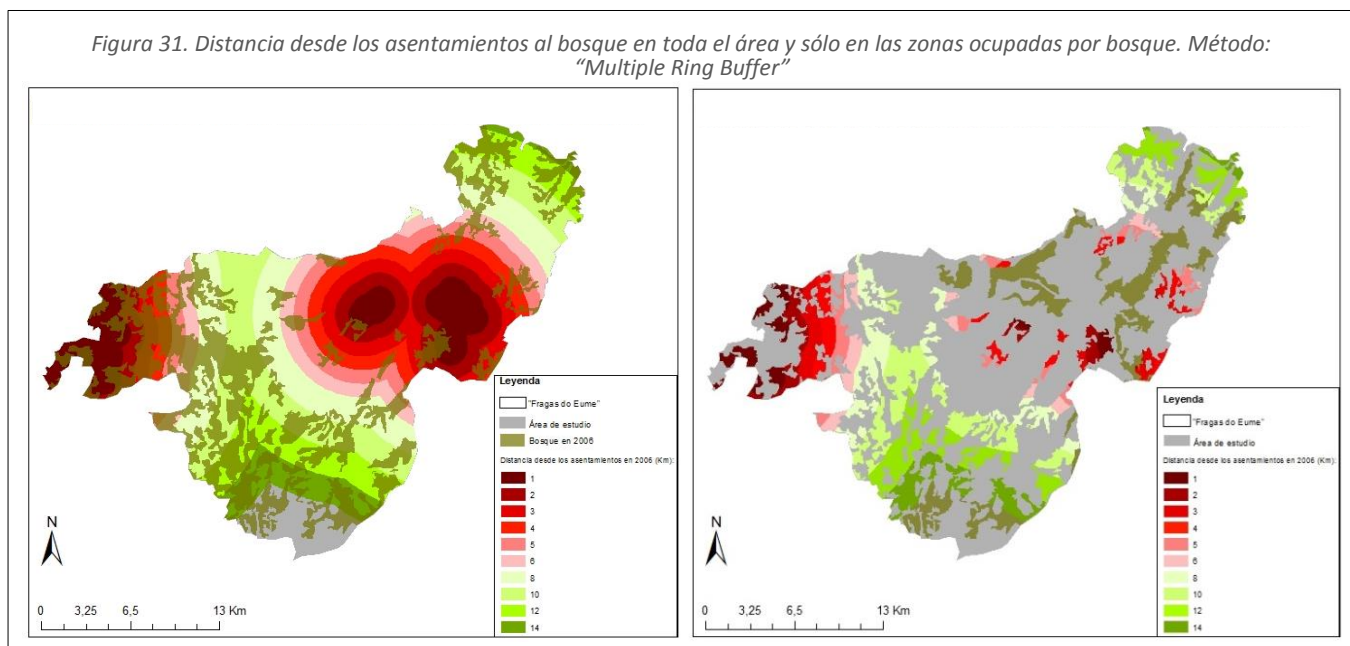 Figura 31. Distancia desde los asentamientos al bosque en toda el área y sólo en las zonas ocupadas por bosque. Método:
“Multiple Ring Buffer”
Leyenda
"Fragas do Eume"
Área de estudio
Bosque en 2006
Distancia desde los asentamientos en 2006 (Km):
1
2
3
4
5
6
8
10
12
14
N
0 3,25 6,5 13 Km
Leyenda
"Fragas do Eume"
Área de estudio
Distancia desde los asentamientos en 2006 (Km):
1
2
3
4
5
6
8
10
12
14
N
0 3,25 6,5 13 Km